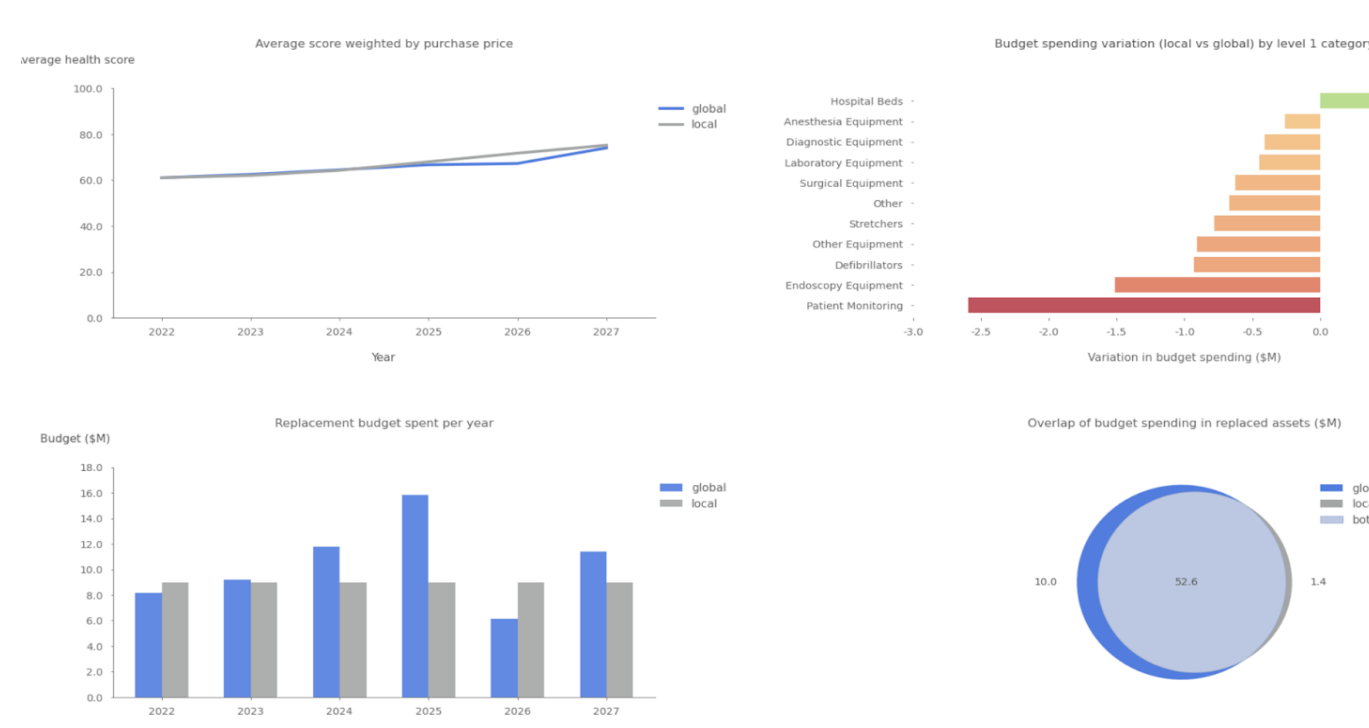 Average score weighted by purchase price
verage health score
100.0
80.0
60.0
40.0
20.0
0.0
2022 2023 2024 2025 2026 2027
Year
global
local
Budget spending variation (local vs global) by level 1 category
Hospital Beds
Anesthesia Equipment
Diagnostic Equipment
Laboratory Equipment
Surgical Equipment
Other
Stretchers
Other Equipment
Defibrillators
Endoscopy Equipment
Patient Monitoring
-3.0 -2.5 -2.0 -1.5 -1.0 -0.5 0.0
Variation in budget spending ($M)
Replacement budget spent per year
Budget ($M)
18.0
16.0
14.0
12.0
10.0
8.0
6.0
4.0
2.0
0.0
2022 2023 2024 2025 2026 2027
global
local
Overlap of budget spending in replaced assets ($M)
glo
loc
bot
10.0 52.6 1.4